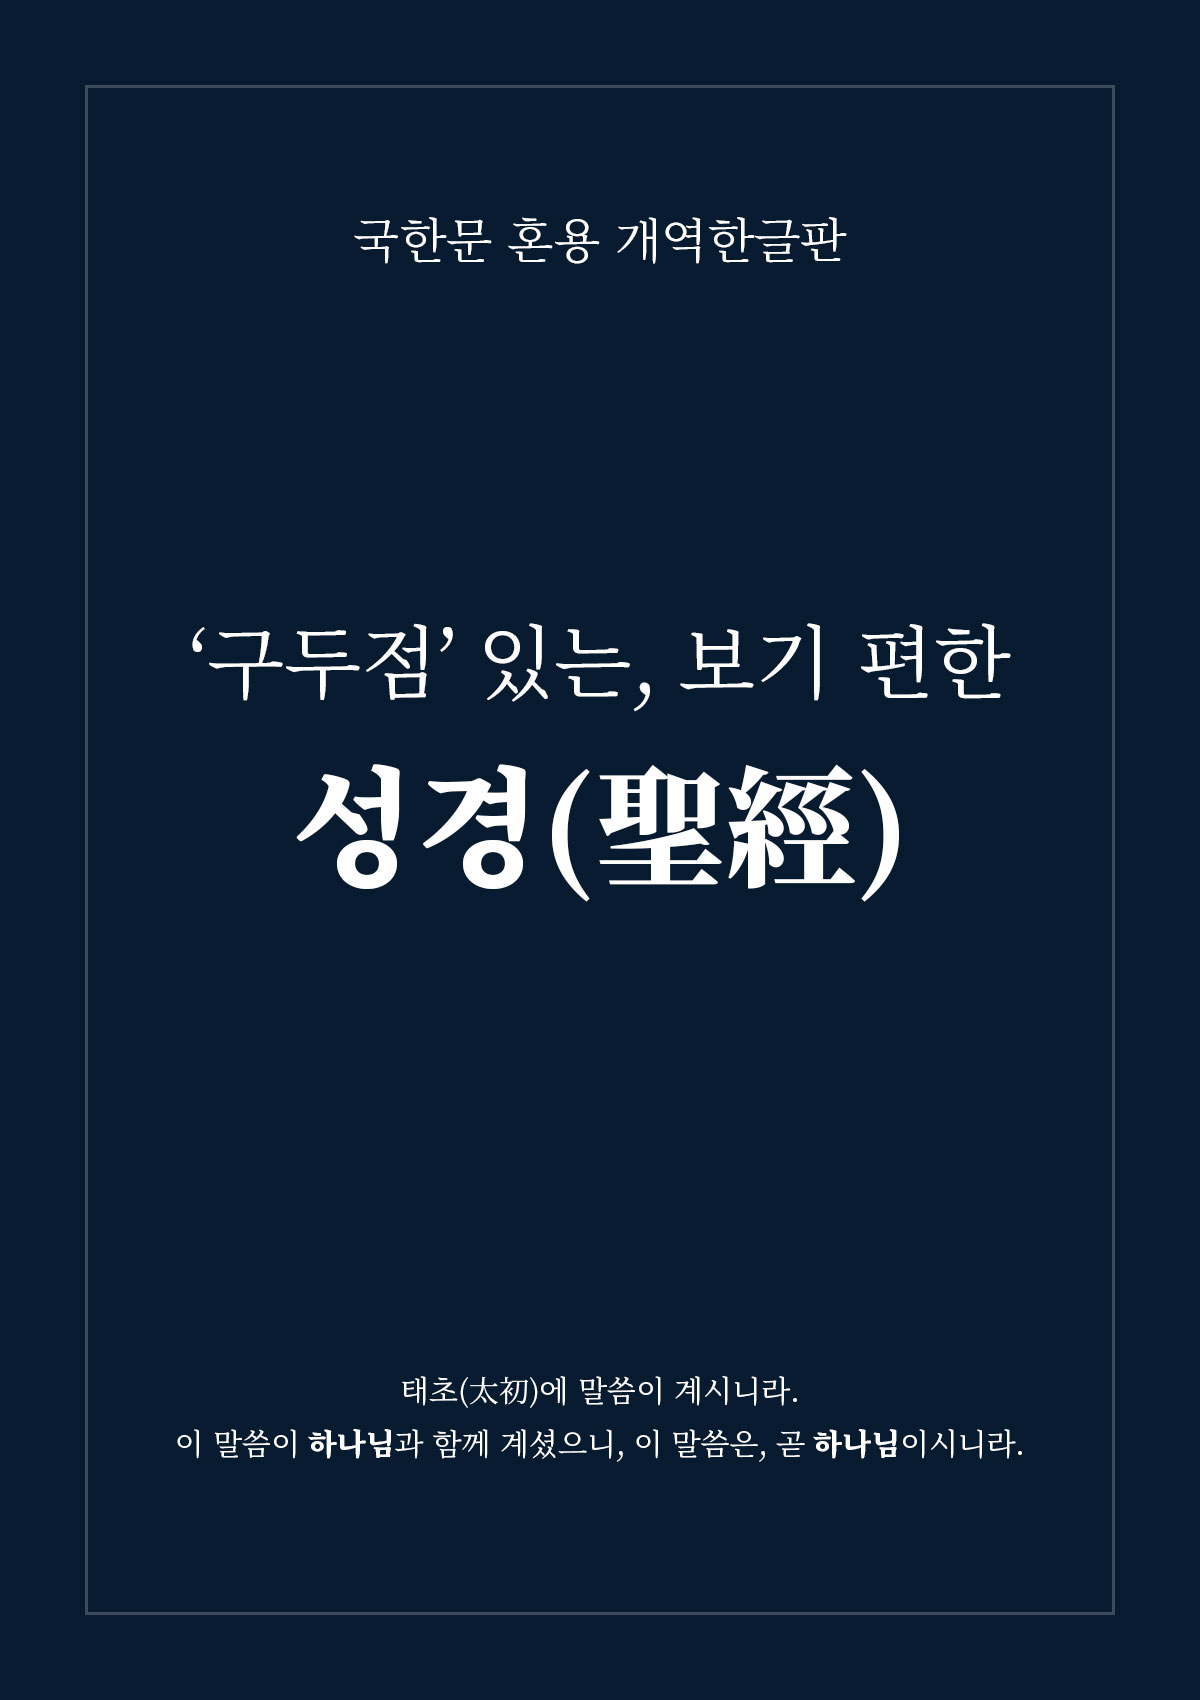 국한문 혼용 개역한글판
‘구두점’ 있는, 보기 편한
성경(聖經)
태초(太初)에 말씀이 계시니라.
이 말씀이 하나님과 함께 계셨으니, 이 말씀은, 곧 하나님이시니라.